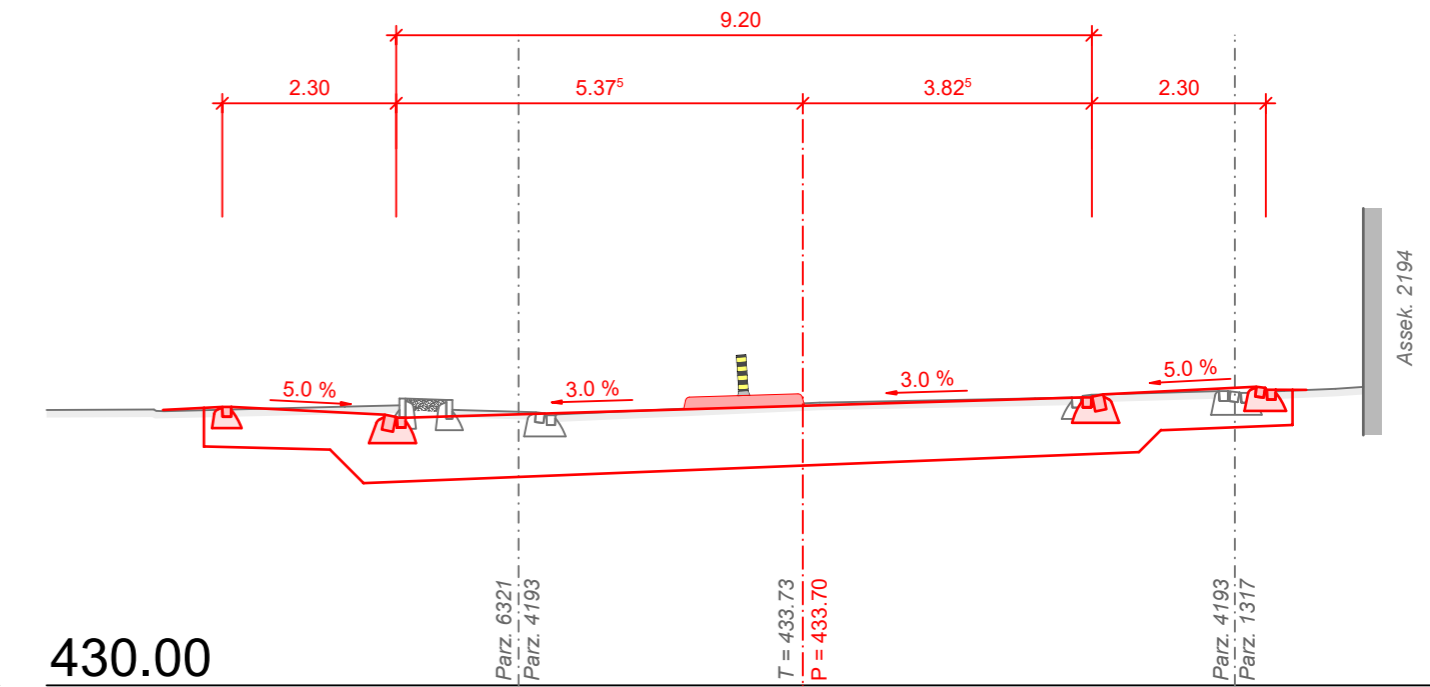 9.20
2.30
5.37⁵
3.82⁵
2.30
Assek. 2194
5.0 %
3.0 %
3.0 %
5.0 %
Parz. 6321
Parz. 4193
T = 433.73
P = 433.70
Parz. 4193
Parz. 1317
430.00